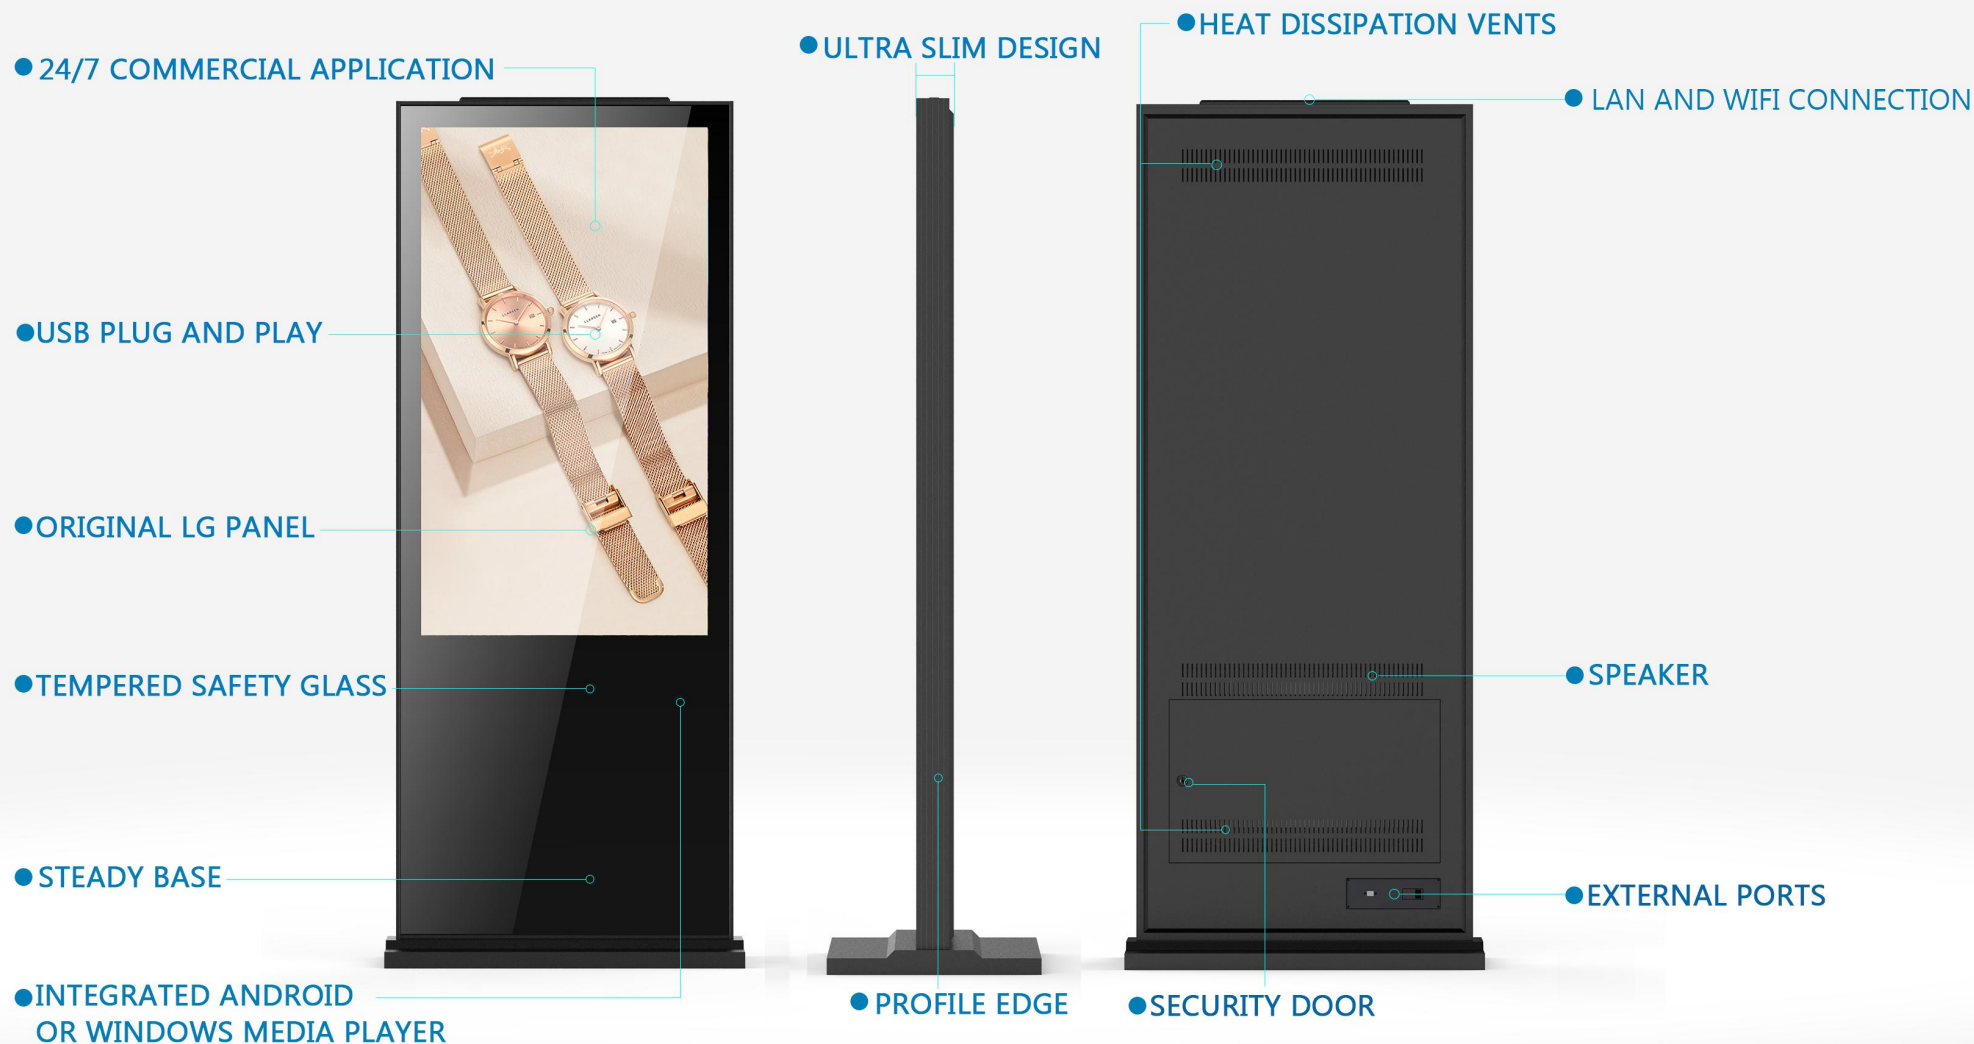 24/7 COMMERCIAL APPLICATION
USB PLUG AND PLAY
ORIGINAL LG PANEL
TEMPERED SAFETY GLASS
STEADY BASE
INTEGRATED ANDROID
OR WINDOWS MEDIA PLAYER
ULTRA SLIM DESIGN
PROFILE EDGE
HEAT DISSIPATION VENTS
LAN AND WIFI CONNECTION
SPEAKER
EXTERNAL PORTS
SECURITY DOOR